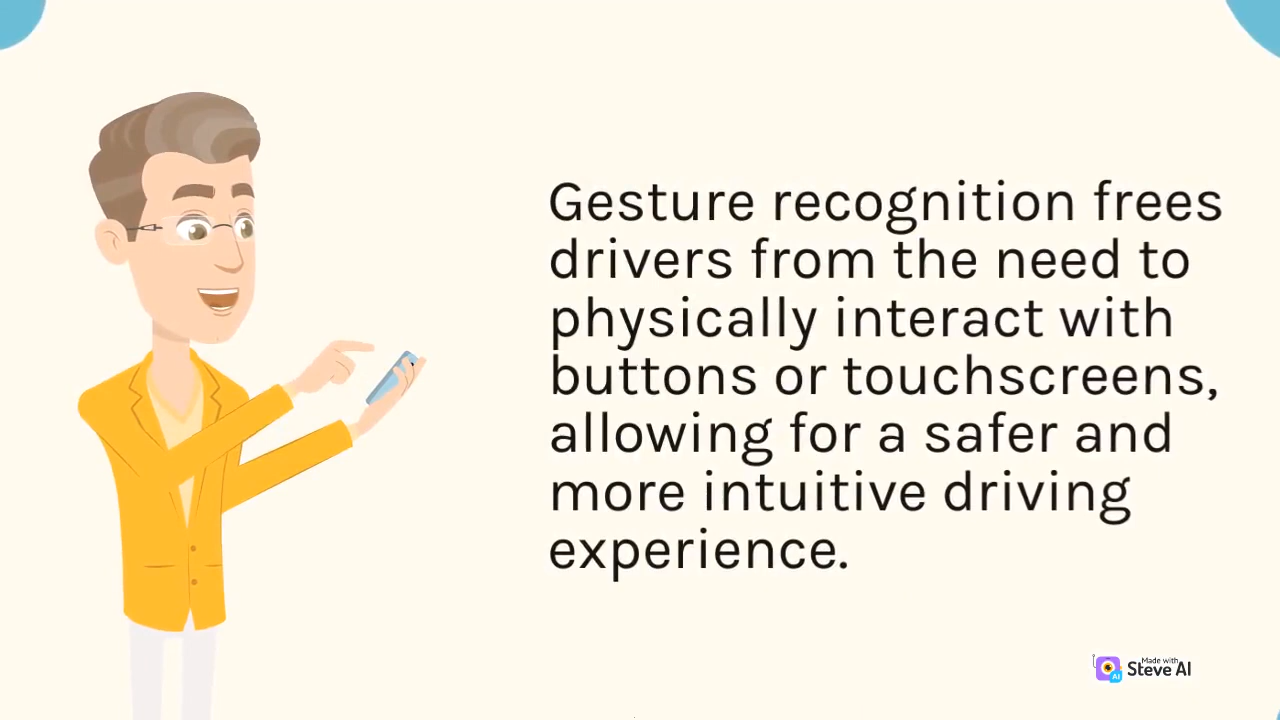 Gesture recognition frees
drivers from the need to
physically interact with
buttons or touchscreens,
allowing for a safer and
more intuitive driving
experience.
Made with
Steve AI
AI